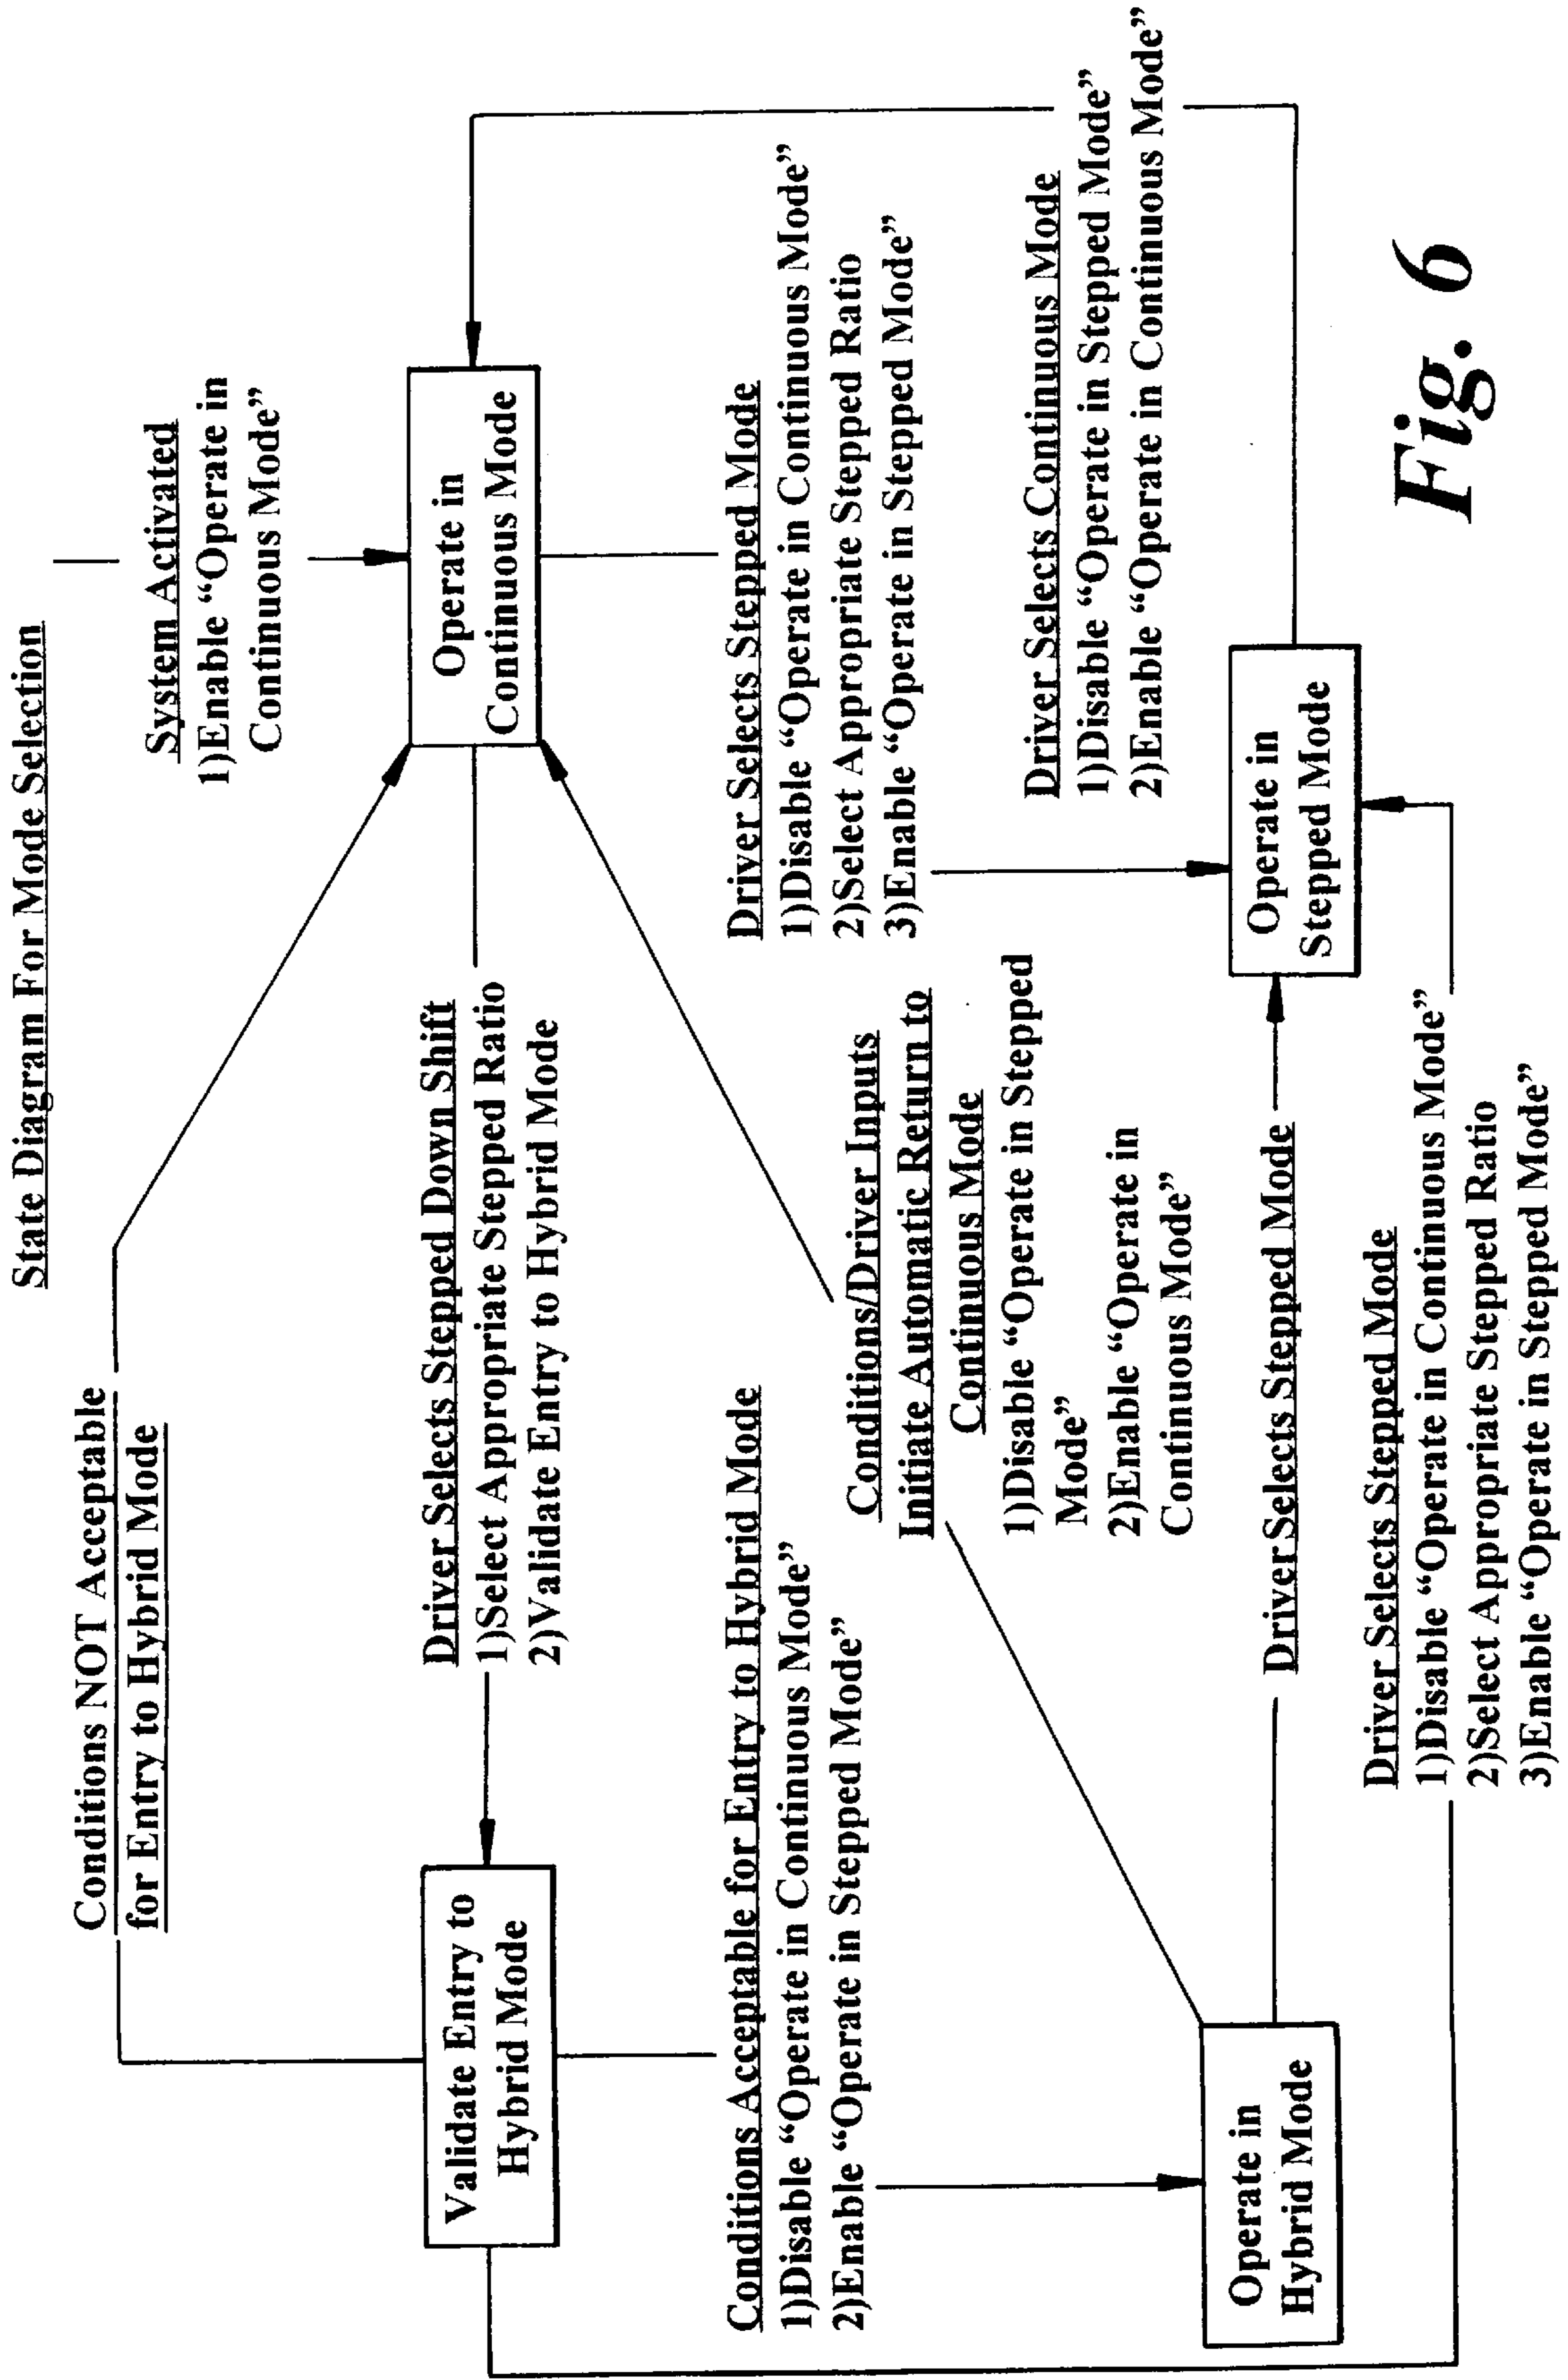 State Diagram For Mode Selection
System Activated
1)Enable “Operate in
Continuous Mode”
Conditions NOT Acceptable
for Entry to Hybrid Mode
Validate Entry to
Hybrid Mode
Driver Selects Stepped Down Shift
1)Select Appropriate Stepped Ratio
2)Validate Entry to Hybrid Mode
Operate in
Continuous Mode
Conditions Acceptable for Entry to Hybrid Mode
1)Disable “Operate in Continuous Mode”
2)Enable “Operate in Stepped Mode”
Driver Selects Stepped Mode
1)Disable “Operate in Continuous Mode”
2)Select Appropriate Stepped Ratio
3)Enable “Operate in Stepped Mode”
Conditions/Driver Inputs
Initiate Automatic Return to
Continuous Mode
1)Disable “Operate in Stepped
Mode”
2)Enable “Operate in
Continuous Mode”
Driver Selects Continuous Mode
1)Disable “Operate in Stepped Mode”
2)Enable “Operate in Continuous Mode”
Operate in
Hybrid Mode
Driver Selects Stepped Mode
Operate in
Stepped Mode
Driver Selects Stepped Mode
1)Disable “Operate in Continuous Mode”
2)Select Appropriate Stepped Ratio
3)Enable “Operate in Stepped Mode”
Fig. 6